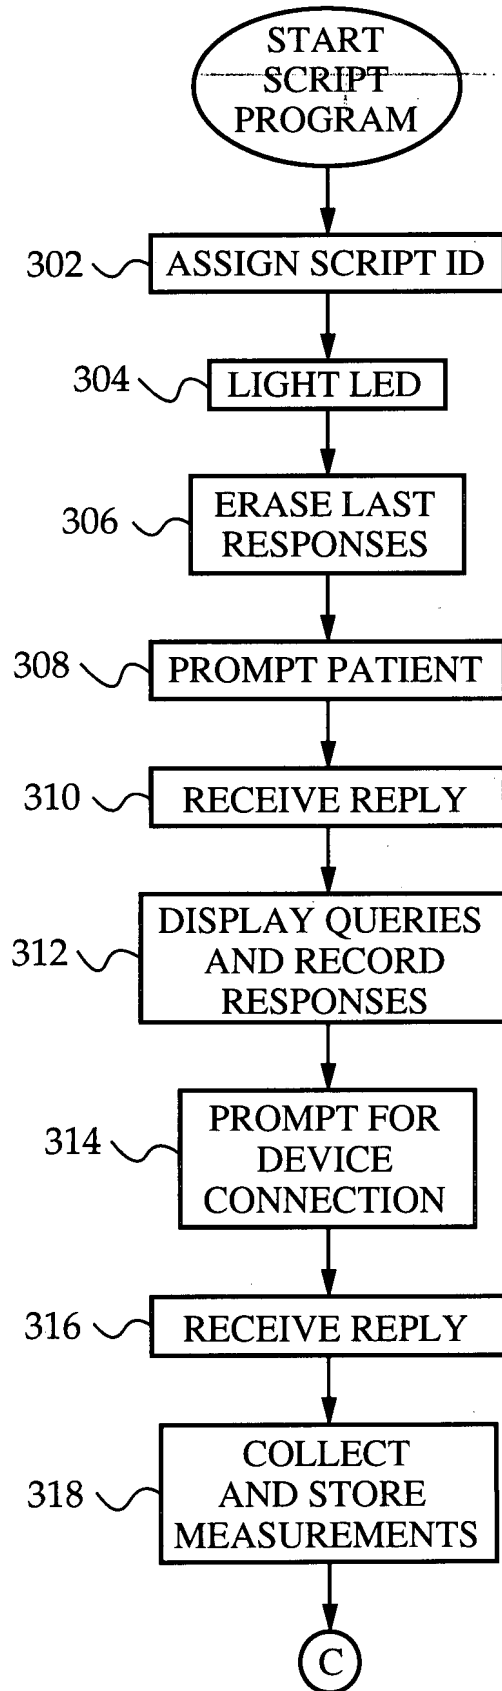 START
SCRIPT
PROGRAM
302
ASSIGN SCRIPT ID
304
LIGHT LED
306
ERASE LAST
RESPONSES
308
PROMPT PATIENT
310
RECEIVE REPLY
312
DISPLAY QUERIES
AND RECORD
RESPONSES
314
PROMPT FOR
DEVICE
CONNECTION
316
RECEIVE REPLY
318
COLLECT
AND STORE
MEASUREMENTS
C